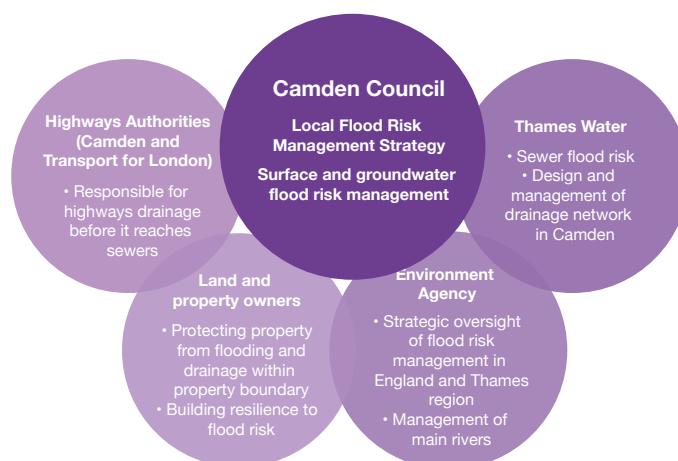 Camden Council
Local Flood Risk
Management Strategy
Surface and groundwater
flood risk management
Highways Authorities
(Camden and
Transport for London)
• Responsible for
highways drainage
before it reaches
sewers
Thames Water
• Sewer flood risk
• Design and
management of
drainage network
in Camden
Land and
property owners
• Protecting property
from flooding and
drainage within
property boundary
• Building resilience to
flood risk
Environment
Agency
• Strategic oversight
of flood risk
management in
England and Thames
region
• Management of
main rivers